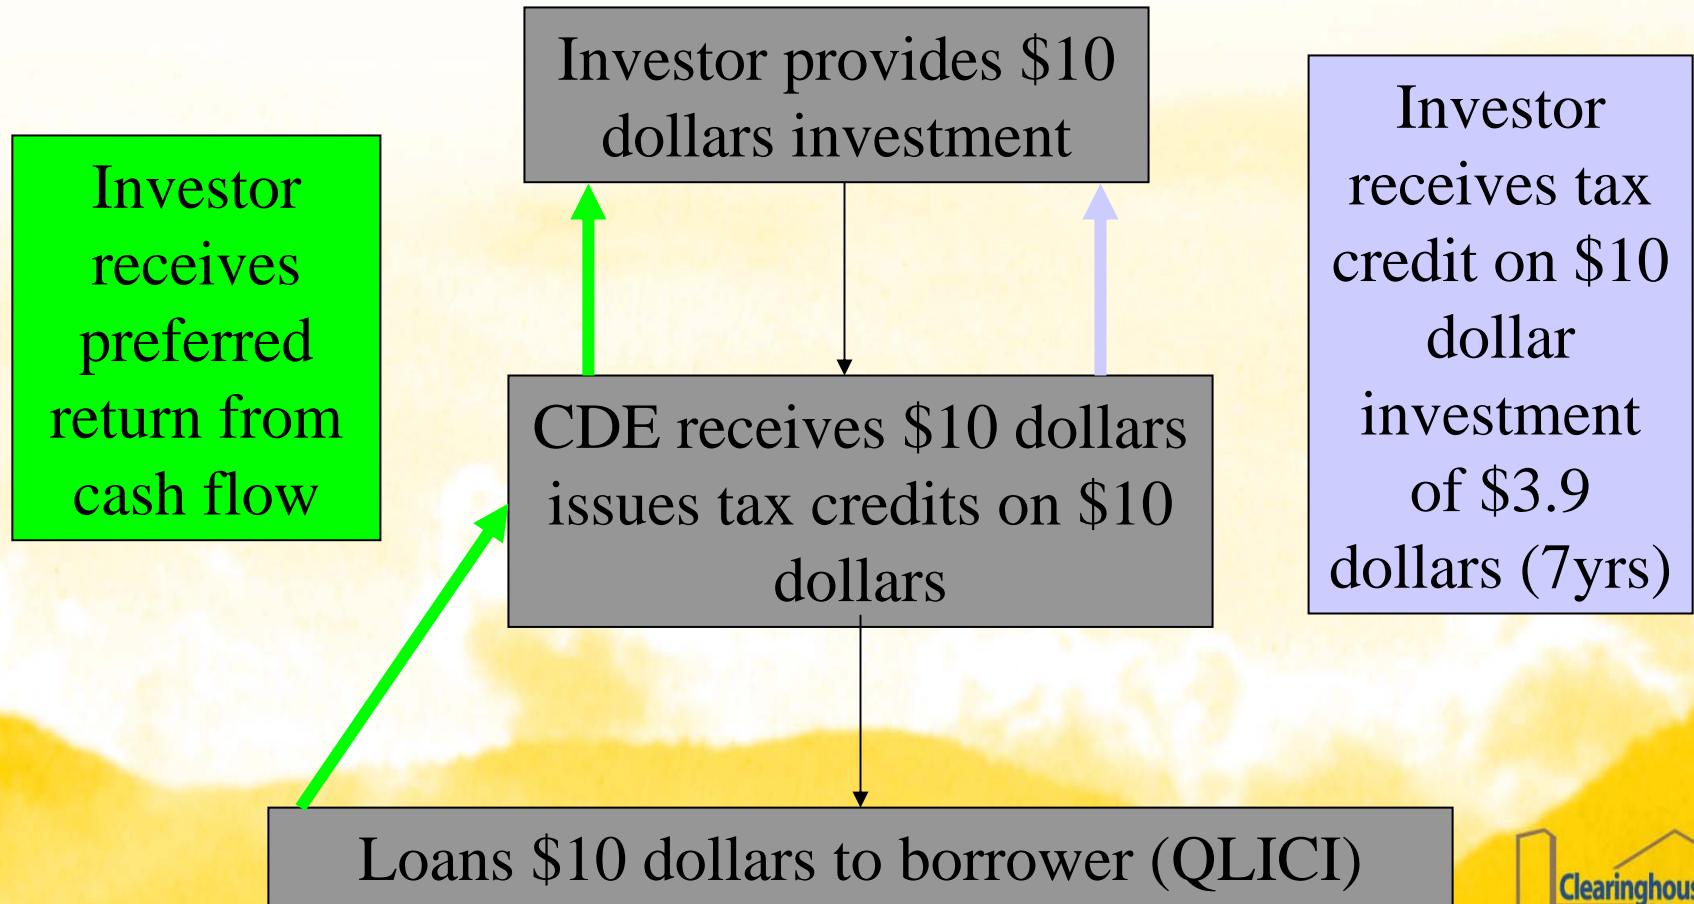 Investor provides $10
dollars investment
Investor
receives
preferred
return from
cash flow
Investor
receives tax
credit on $10
dollar
investment
of $3.9
dollars (7yrs)
CDE receives $10 dollars
issues tax credits on $10
dollars
Loans $10 dollars to borrower (QLICI)
Clearinghous